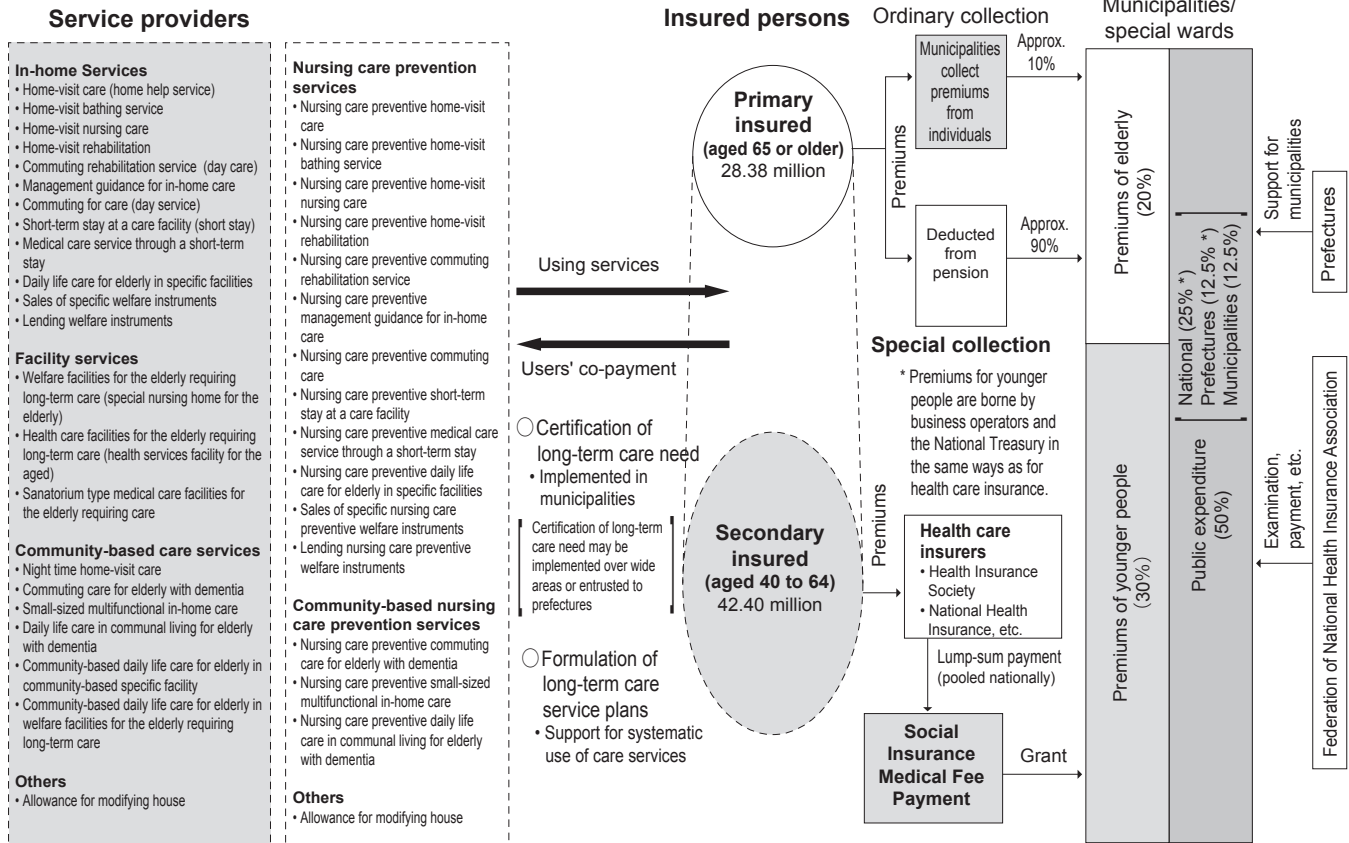 Service providers
In-home Services
• Home-visit care (home help service)
• Home-visit bathing service
• Home-visit nursing care
• Home-visit rehabilitation
• Commuting rehabilitation service (day care)
• Management guidance for in-home care
• Commuting for care (day service)
• Short-term stay at a care facility (short stay)
• Medical care service through a short-term
stay
• Daily life care for elderly in specific facilities
• Sales of specific welfare instruments
• Lending welfare instruments
Facility services
• Welfare facilities for the elderly requiring
long-term care (special nursing home for the
elderly)
• Health care facilities for the elderly requiring
long-term care (health services facility for the
aged)
• Sanatorium type medical care facilities for
the elderly requiring care
Community-based care services
• Night time home-visit care
• Commuting care for elderly with dementia
• Small-sized multifunctional in-home care
• Daily life care in communal living for elderly
with dementia
• Community-based daily life care for elderly in
community-based specific facility
• Community-based daily life care for elderly in
welfare facilities for the elderly requiring
long-term care
Others
• Allowance for modifying house
Nursing care prevention
services
• Nursing care preventive home-visit
care
• Nursing care preventive home-visit
bathing service
• Nursing care preventive home-visit
nursing care
• Nursing care preventive home-visit
rehabilitation
• Nursing care preventive commuting
rehabilitation service
• Nursing care preventive
management guidance for in-home
care
• Nursing care preventive commuting
care
• Nursing care preventive short-term
stay at a care facility
• Nursing care preventive medical care
service through a short-term stay
• Nursing care preventive daily life
care for elderly in specific facilities
• Sales of specific nursing care
preventive welfare instruments
• Lending nursing care preventive
welfare instruments
Community-based nursing
care prevention services
• Nursing care preventive commuting
care for elderly with dementia
• Nursing care preventive small-sized
multifunctional in-home care
• Nursing care preventive daily life
care in communal living for elderly
with dementia
Others
• Allowance for modifying house
Using services
Users' co-payment
○ Certification of
long-term care need
• Implemented in
municipalities
Certification of long-term
care need may be
implemented over wide
areas or entrusted to
prefectures
○ Formulation of
long-term care
service plans
• Support for systematic
use of care services
Insured persons
Primary
insured
(aged 65 or older)
28.38 million
Secondary
insured
(aged 40 to 64)
42.40 million
Ordinary collection
Premiums
Municipalities
collect
premiums
from
individuals
Approx.
10%
Deducted
from
pension
Approx.
90%
Special collection
* Premiums for younger
people are borne by
business operators and
the National Treasury in
the same ways as for
health care insurance.
Premiums
Health care
insurers
• Health Insurance
Society
• National Health
Insurance, etc.
Lump-sum payment
(pooled nationally)
Social
Insurance
Medical Fee
Payment
Grant
Municipalities/
special wards
Premiums of elderly
(20%)
Premiums of younger people
(30%)
National (25% *)
Prefectures (12.5% *)
Municipalities (12.5%)
Public expenditure
(50%)
Support for
municipalities
Prefectures
Examination,
payment, etc.
Federation of National Health Insurance Association